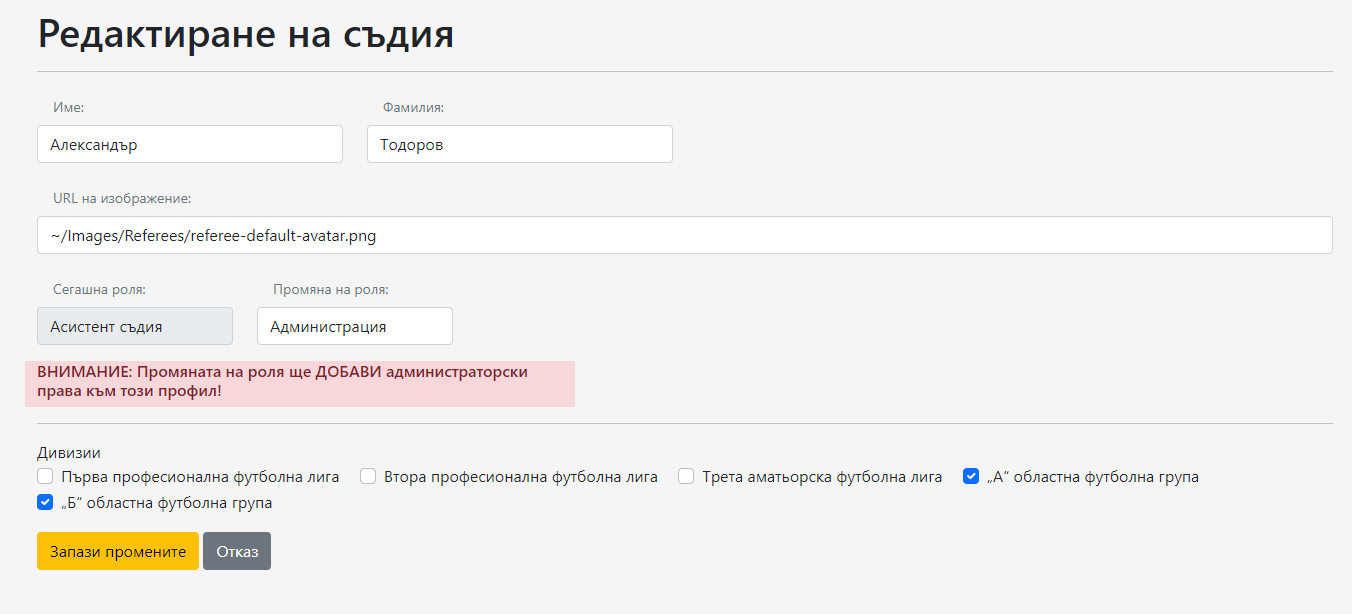 Редактиране на съдия
Име: Фамилия:
Александър Тодоров
URL на изображение:
~/Images/Referees/referee-default-avatar.png
Сегашна роля: Промяна на роля:
Асистент съдия Администрация
ВНИМАНИЕ: Промяната на роля ще ДОБАВИ администраторски
права към този профил!
Дивизии
Първа професионална футболна лига Втора професионална футболна лига Трета аматьорска футболна лига „А“ областна футболна група
„Б“ областна футболна група
Запази промените Отказ